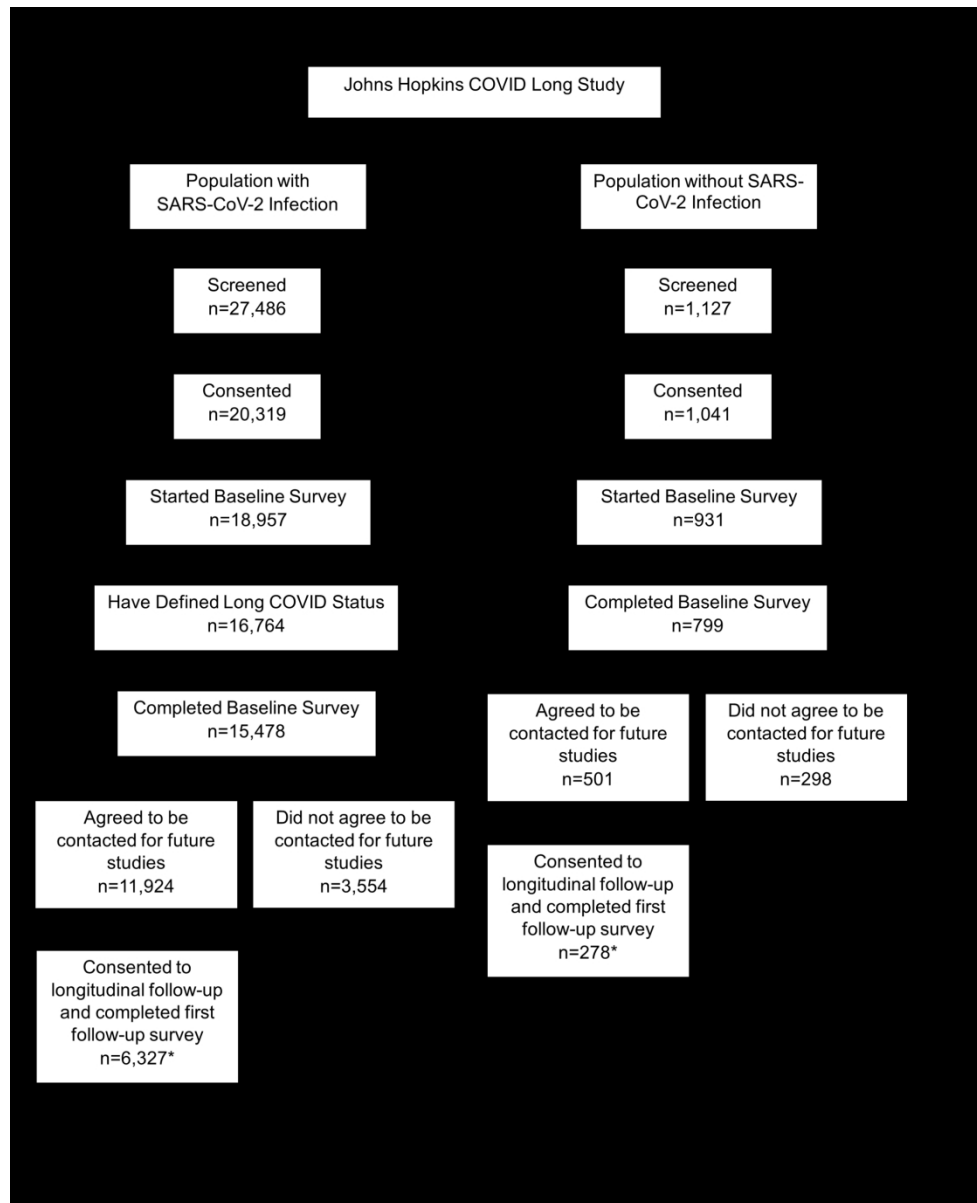 Johns Hopkins COVID Long Study
Population with
SARS-CoV-2 Infection
Population without SARS-
CoV-2 Infection
Screened
n=27,486
Screened
n=1,127
Consented
n=20,319
Consented
n=1,041
Started Baseline Survey
n=18,957
Started Baseline Survey
n=931
Have Defined Long COVID Status
n=16,764
Completed Baseline Survey
n=799
Completed Baseline Survey
n=15,478
Agreed to be
contacted for future
studies
n=501
Did not agree to be
contacted for future
studies
n=298
Agreed to be
contacted for future
studies
n=11,924
Did not agree to be
contacted for future
studies
n=3,554
Consented to
longitudinal follow-up
and completed first
follow-up survey
n=278*
Consented to
longitudinal follow-up
and completed first
follow-up survey
n=6,327*